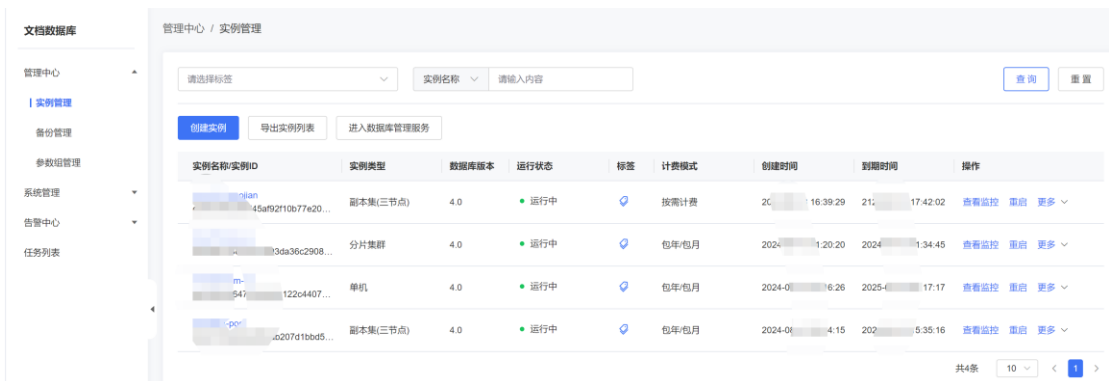 文档数据库
管理中心 / 实例管理
管理中心
实例管理
备份管理
参数组管理
系统管理
告警中心
任务列表
请选择标签 实例名称 请输入内容 查询 重置
创建实例 导出实例列表 进入数据库管理服务
实例名称/实例ID 实例类型 数据库版本 运行状态 标签 计费模式 创建时间 到期时间 操作
副本集(三节点) 4.0 运行中 按需计费 16:39:29 17:42:02 查看监控 重启 更多
45af92f10b77e20...
分片集群 4.0 运行中 包年/包月 2024 1:20:20 2024 1:34:45 查看监控 重启 更多
3da36c2908...
单机 4.0 运行中 包年/包月 2024-0 6:26 2025- 17:17 查看监控 重启 更多
547 122c4407...
副本集(三节点) 4.0 运行中 包年/包月 2024-0 4:15 202 5:35:16 查看监控 重启 更多
b207d1bbd5...
共4条 10 < 1 >